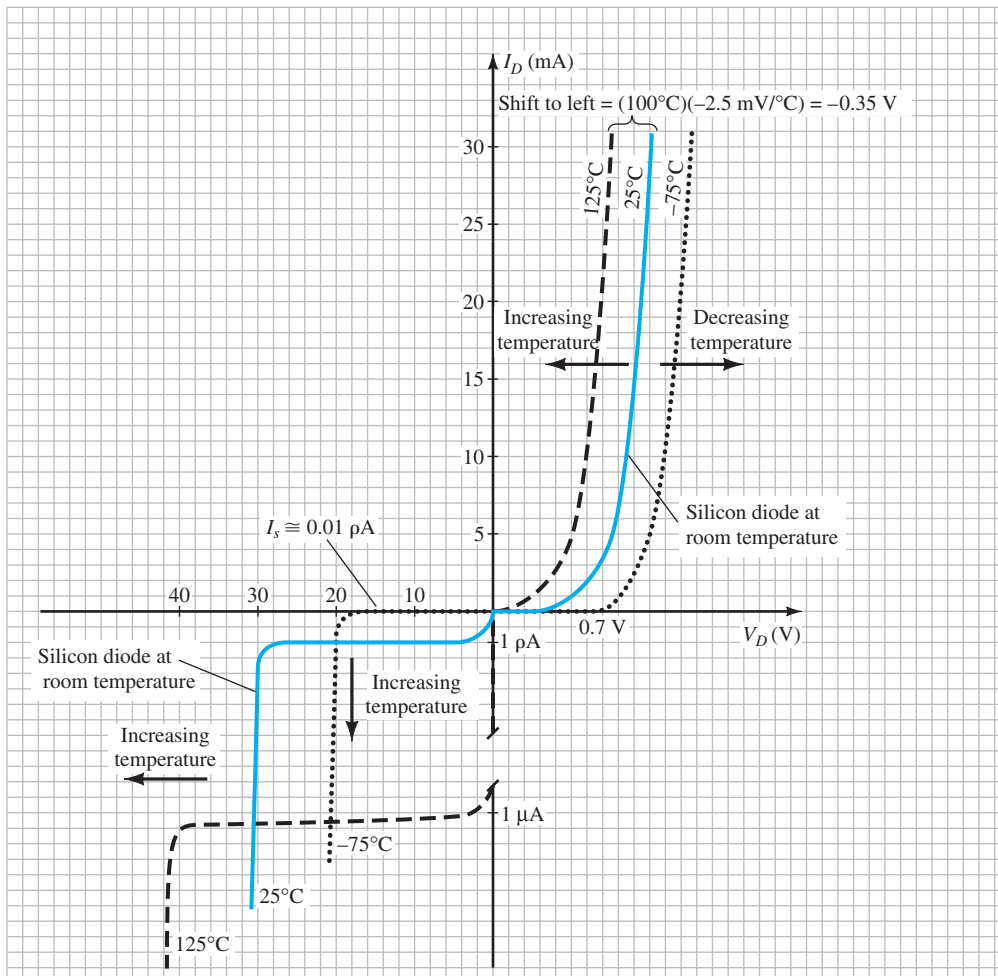 I_D (mA)
Shift to left = (100°C)(–2.5 mV/°C) = –0.35 V
30
125°C
25°C
–75°C
25
20
Increasing
temperature
Decreasing
temperature
15
10
Silicon diode at
room temperature
I_s ≅ 0.01 ρA
5
40
30
20
10
0.7 V
V_D (V)
1 ρA
Silicon diode at
room temperature
Increasing
temperature
Increasing
temperature
1 μA
–75°C
25°C
125°C